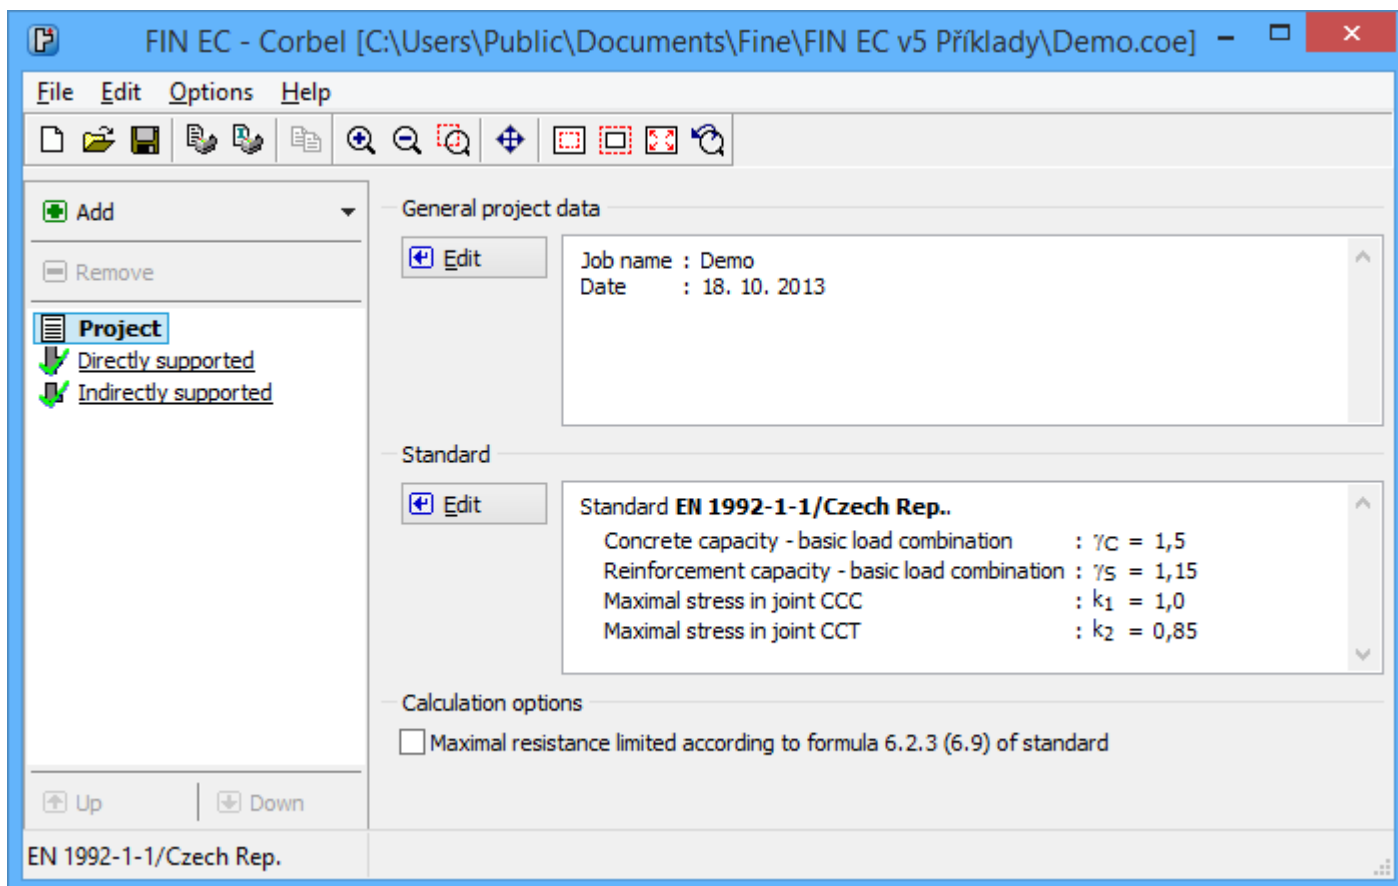 FIN EC - Corbel [C:\Users\Public\Documents\Fine\FIN EC v5 Příklady\Demo.coe]
File Edit Options Help
Add
Remove
Project
Directly supported
Indirectly supported
Up Down
General project data
Edit
Job name : Demo
Date : 18. 10. 2013
Standard
Edit
Standard EN 1992-1-1/Czech Rep..
Concrete capacity - basic load combination : γC = 1,5
Reinforcement capacity - basic load combination : γS = 1,15
Maximal stress in joint CCC : k1 = 1,0
Maximal stress in joint CCT : k2 = 0,85
Calculation options
Maximal resistance limited according to formula 6.2.3 (6.9) of standard
EN 1992-1-1/Czech Rep.